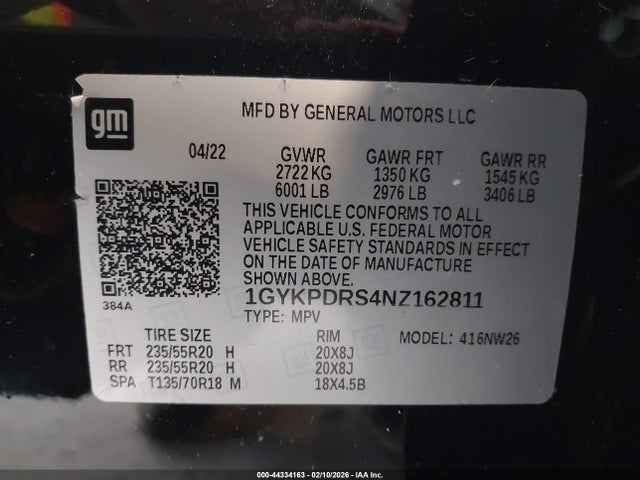 gm
MFD BY GENERAL MOTORS LLC
04/22 GVWR GAWR FRT GAWR RR
2722 KG 1350 KG 1545 KG
6001 LB 2976 LB 3406 LB
THIS VEHICLE CONFORMS TO ALL
APPLICABLE U.S. FEDERAL MOTOR
VEHICLE SAFETY STANDARDS IN EFFECT
ON THE DATE OF MANUFACTURE
SHOWN ABOVE.
384A
1GYKPDRS4NZ162811
TYPE: MPV
TIRE SIZE RIM MODEL: 416NW26
FRT 235/55R20 H 20X8J
RR 235/55R20 H 20X8J
SPA T135/70R18 M 18X4.5B
000-44334163 - 02/10/2026 - IAA Inc.